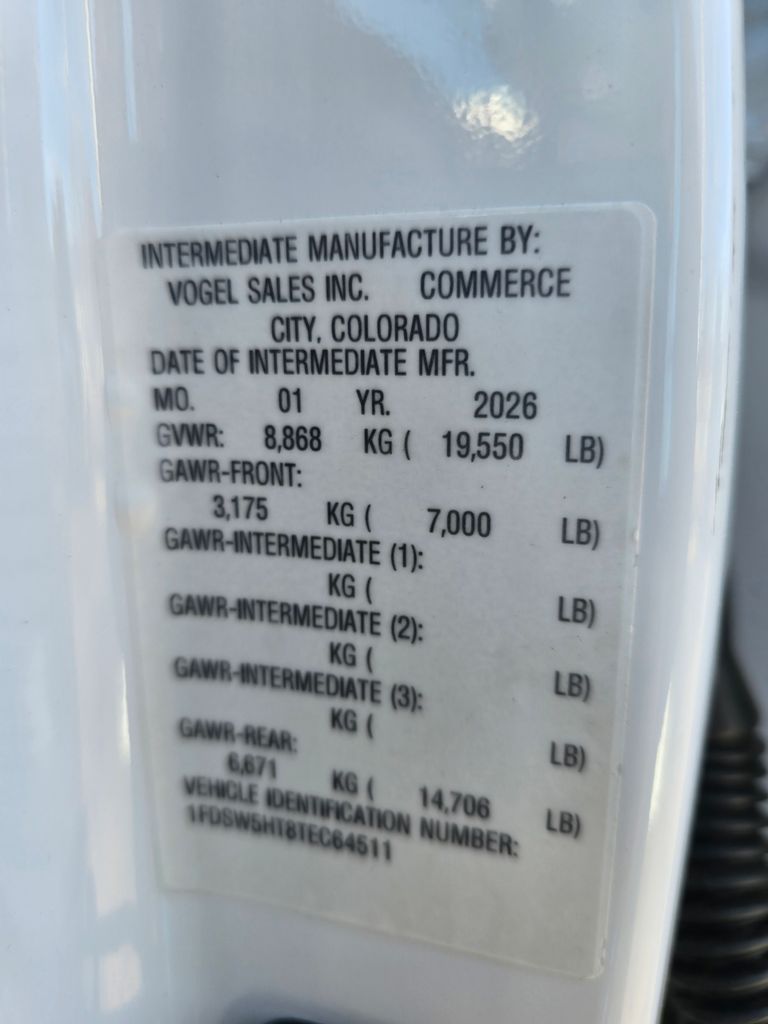 INTERMEDIATE MANUFACTURE BY:
VOGEL SALES INC. COMMERCE
CITY, COLORADO
DATE OF INTERMEDIATE MFR.
MO. 01 YR. 2026
GVWR: 8,868 KG ( 19,550 LB)
GAWR-FRONT:
3,175 KG ( 7,000 LB)
GAWR-INTERMEDIATE (1):
KG ( LB)
GAWR-INTERMEDIATE (2):
KG ( LB)
GAWR-INTERMEDIATE (3):
KG ( LB)
GAWR-REAR:
6,671 KG ( 14,706 LB)
VEHICLE IDENTIFICATION NUMBER:
1FDSW5HT8TEC64511